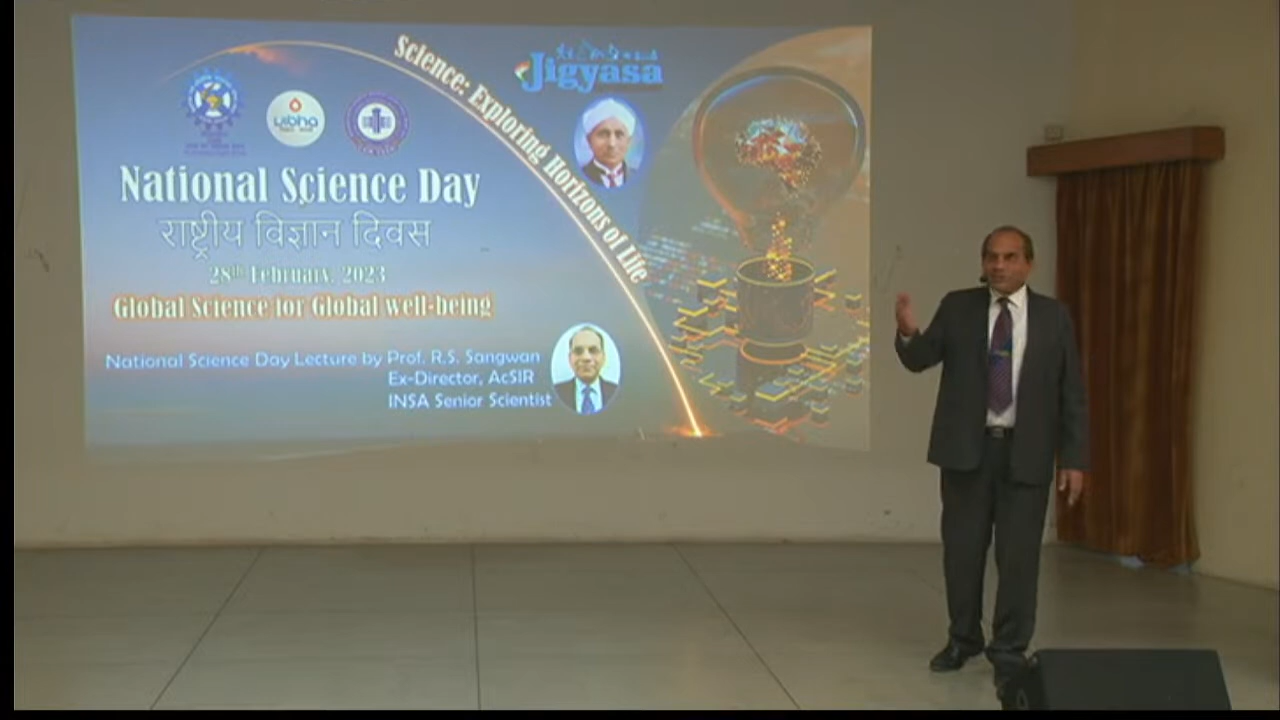 Science: Exploring Horizons of Life
Jigyasa
vibha
National Science Day
राष्ट्रीय विज्ञान दिवस
28th February, 2023
Global Science for Global well-being
National Science Day Lecture by Prof. R.S. Sangwan
Ex-Director, AcSIR
INSA Senior Scientist